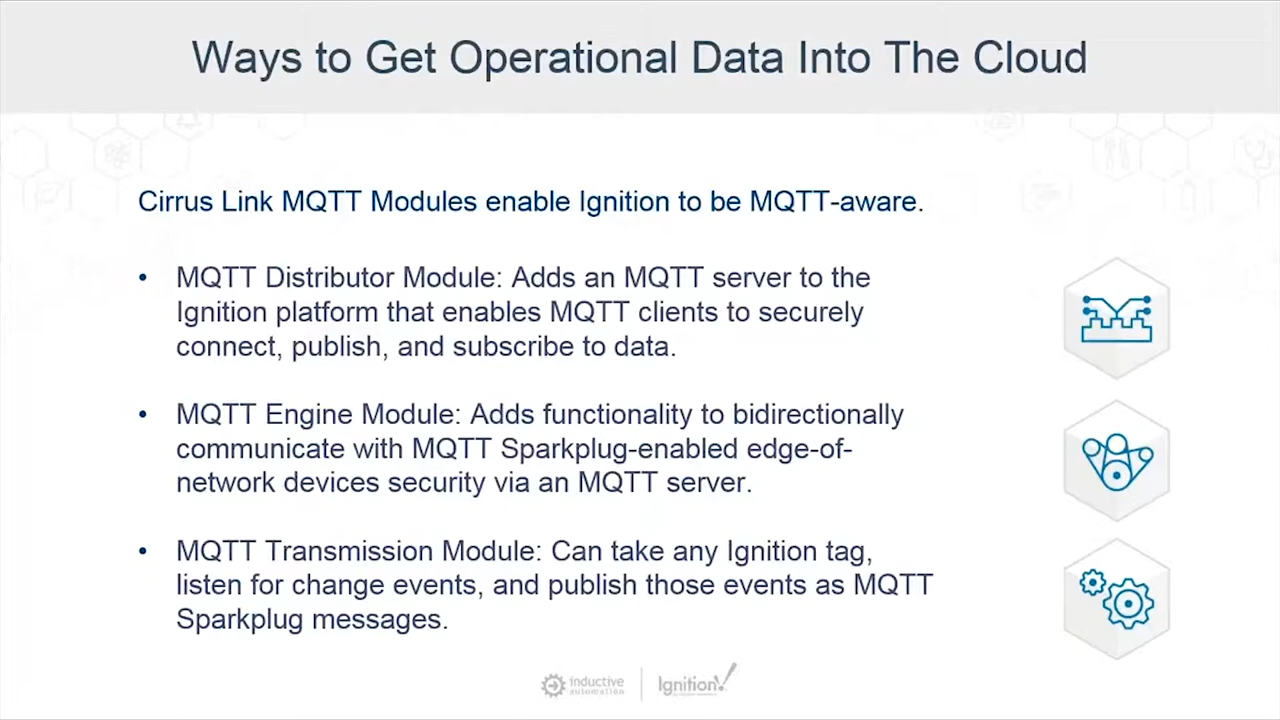 Ways to Get Operational Data Into The Cloud
Cirrus Link MQTT Modules enable Ignition to be MQTT-aware.
• MQTT Distributor Module: Adds an MQTT server to the
Ignition platform that enables MQTT clients to securely
connect, publish, and subscribe to data.
• MQTT Engine Module: Adds functionality to bidirectionally
communicate with MQTT Sparkplug-enabled edge-of-
network devices security via an MQTT server.
• MQTT Transmission Module: Can take any Ignition tag,
listen for change events, and publish those events as MQTT
Sparkplug messages.
inductive
automation
Ignition!